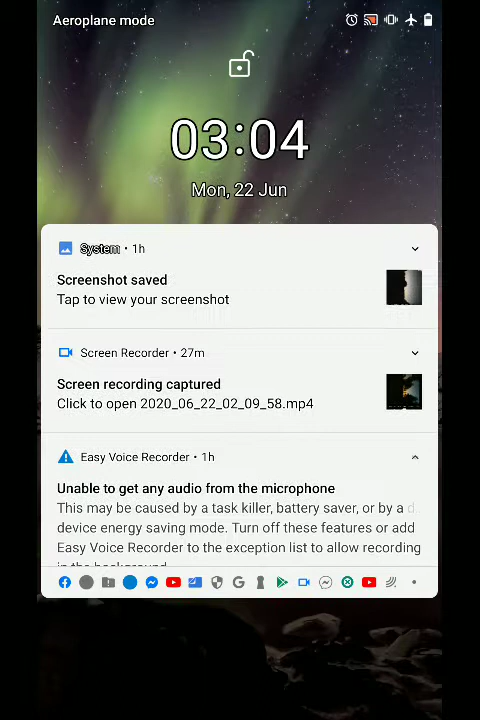 Aeroplane mode
03:04
Mon, 22 Jun
System • 1h
Screenshot saved
Tap to view your screenshot
Screen Recorder • 27m
Screen recording captured
Click to open 2020_06_22_02_09_58.mp4
Easy Voice Recorder • 1h
Unable to get any audio from the microphone
This may be caused by a task killer, battery saver, or by a d
device energy saving mode. Turn off these features or add
Easy Voice Recorder to the exception list to allow recording
in the background